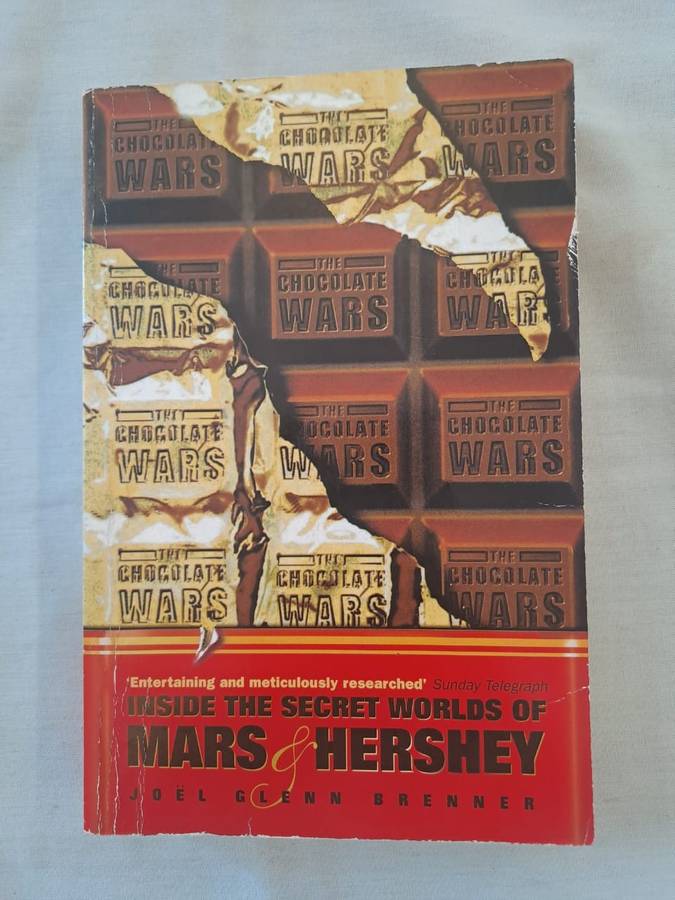 THE
CHOCOLATE
WARS
THE
CHOCOLATE
WARS
THE
CHOCOLATE
WARS
THE
CHOCOLATE
WARS
THE
CHOCOLATE
WARS
THE
CHOCOLA
WAR
THE
CHOCOLATE
WARS
THE
CHOCOLATE
WARS
THE
CHOCOLATE
WARS
THE
CHOCOLATE
WARS
THE
CHOCOLATE
WARS
THE
CHOCOLATE
WARS
'Entertaining and meticulously researched' Sunday Telegraph
INSIDE THE SECRET WORLDS OF
MARS & HERSHEY
JOËL GLENN BRENNER